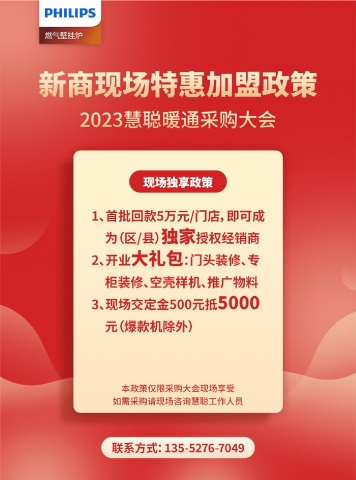 PHILIPS
燃气壁挂炉
新商现场特惠加盟政策
2023慧聪暖通采购大会
现场独享政策
1、首批回款5万元/门店，即可成
为（区/县）独家授权经销商
2、开业大礼包：门头装修、专
柜装修、空壳样机、推广物料
3、现场交定金500元抵5000
元（爆款机除外）
本政策仅限采购大会现场享受
如需采购请现场咨询慧聪工作人员
联系方式：135-5276-7049